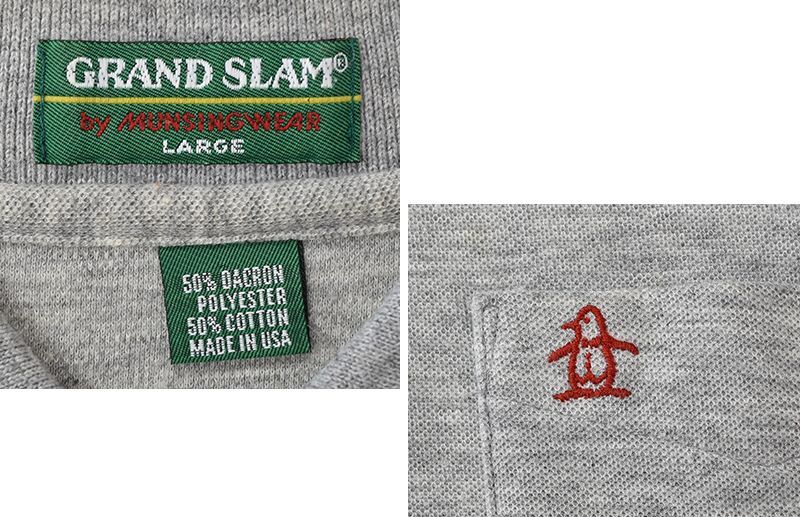 GRAND SLAM®
by MUNSINGWEAR
LARGE
50% DACRON
POLYESTER
50% COTTON
MADE IN USA